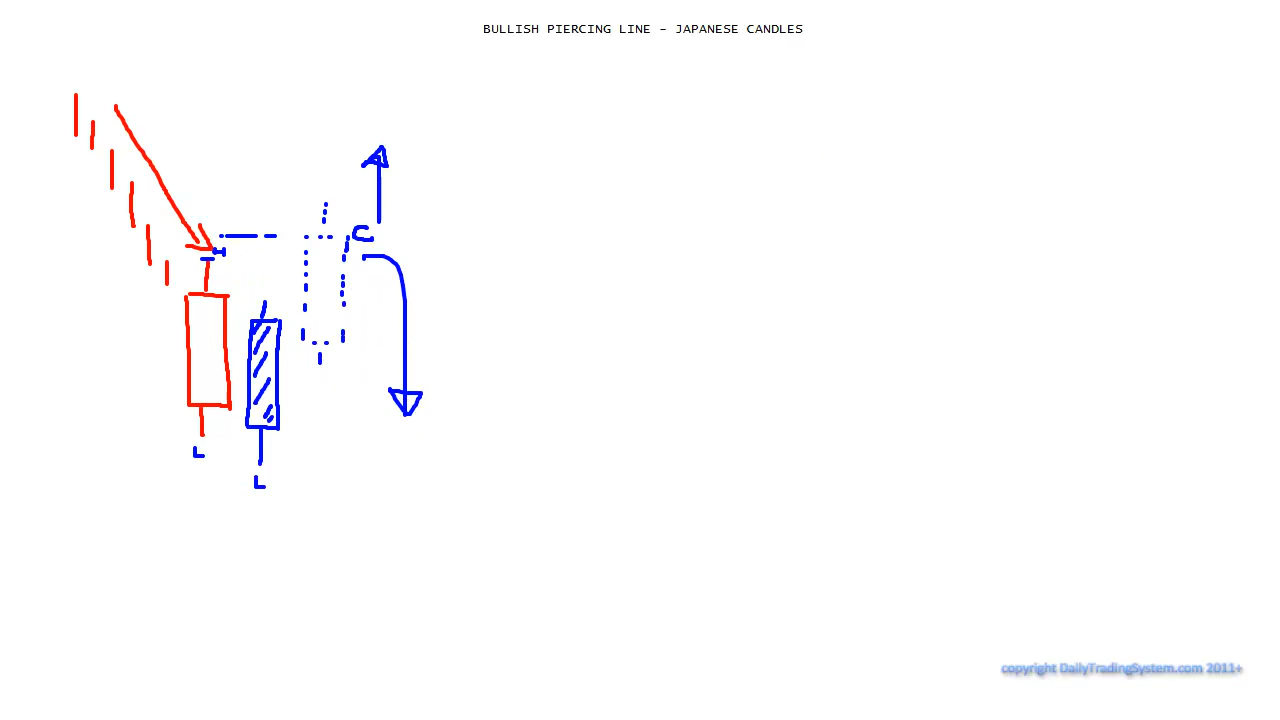 BULLISH PIERCING LINE - JAPANESE CANDLES
C
H
L
L
copyright DailyTradingSystem.com 2011+